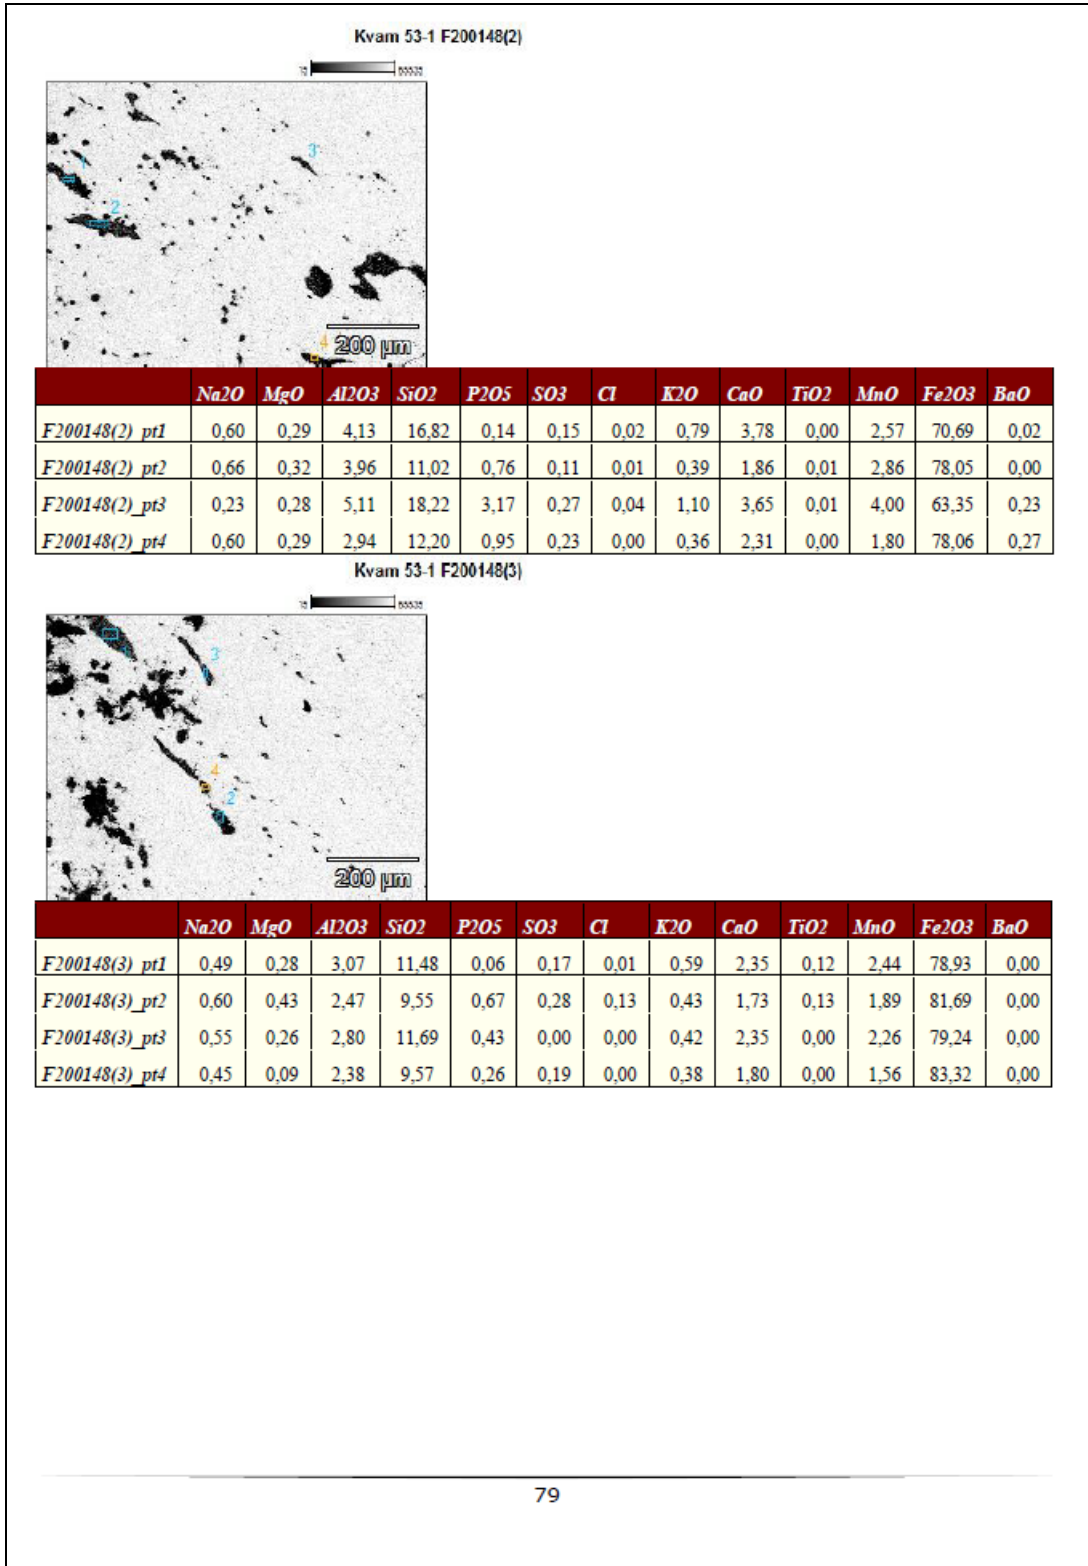 Kvam 53-1 F200148(2)
1
3
2
4
200 µm
Na2O MgO Al2O3 SiO2 P2O5 SO3 Cl K2O CaO TiO2 MnO Fe2O3 BaO
F200148(2)_pt1 0,60 0,29 4,13 16,82 0,14 0,15 0,02 0,79 3,78 0,00 2,57 70,69 0,02
F200148(2)_pt2 0,66 0,32 3,96 11,02 0,76 0,11 0,01 0,39 1,86 0,01 2,86 78,05 0,00
F200148(2)_pt3 0,23 0,28 5,11 18,22 3,17 0,27 0,04 1,10 3,65 0,01 4,00 63,35 0,23
F200148(2)_pt4 0,60 0,29 2,94 12,20 0,95 0,23 0,00 0,36 2,31 0,00 1,80 78,06 0,27
Kvam 53-1 F200148(3)
1
3
4
2
200 µm
Na2O MgO Al2O3 SiO2 P2O5 SO3 Cl K2O CaO TiO2 MnO Fe2O3 BaO
F200148(3)_pt1 0,49 0,28 3,07 11,48 0,06 0,17 0,01 0,59 2,35 0,12 2,44 78,93 0,00
F200148(3)_pt2 0,60 0,43 2,47 9,55 0,67 0,28 0,13 0,43 1,73 0,13 1,89 81,69 0,00
F200148(3)_pt3 0,55 0,26 2,80 11,69 0,43 0,00 0,00 0,42 2,35 0,00 2,26 79,24 0,00
F200148(3)_pt4 0,45 0,09 2,38 9,57 0,26 0,19 0,00 0,38 1,80 0,00 1,56 83,32 0,00
79